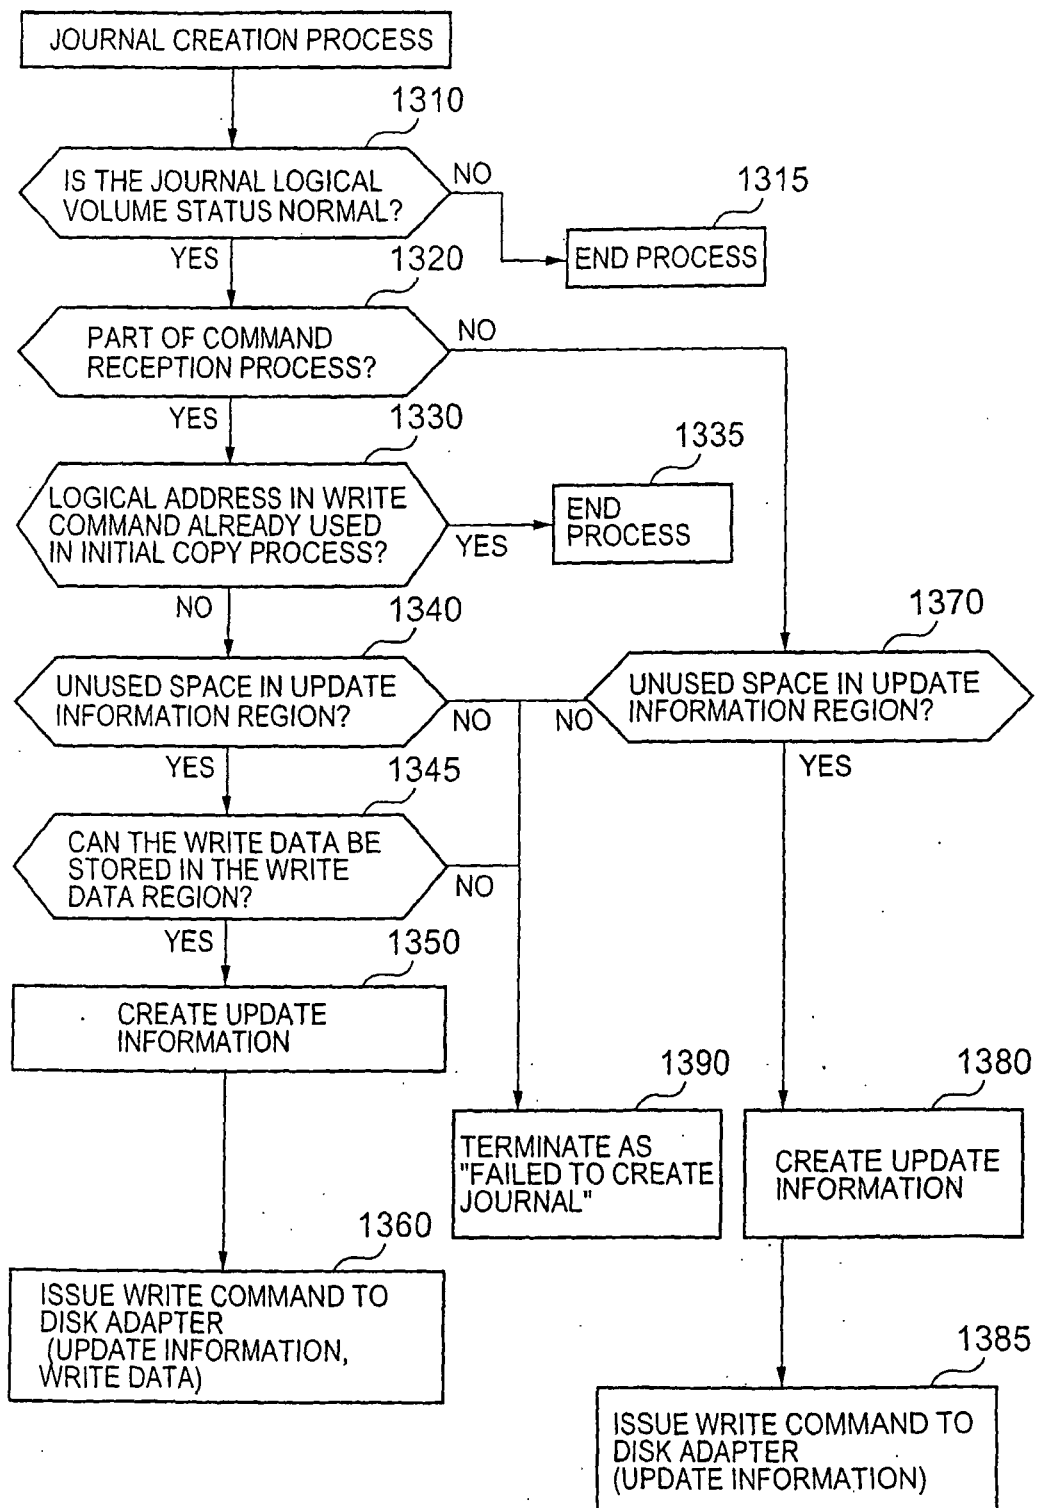 JOURNAL CREATION PROCESS
1310
IS THE JOURNAL LOGICAL
VOLUME STATUS NORMAL?
NO
1315
END PROCESS
YES
1320
PART OF COMMAND
RECEPTION PROCESS?
NO
YES
1330
LOGICAL ADDRESS IN WRITE
COMMAND ALREADY USED
IN INITIAL COPY PROCESS?
YES
1335
END
PROCESS
NO
1340
UNUSED SPACE IN UPDATE
INFORMATION REGION?
NO
NO
1370
UNUSED SPACE IN UPDATE
INFORMATION REGION?
YES
YES
1345
CAN THE WRITE DATA BE
STORED IN THE WRITE
DATA REGION?
NO
YES
1350
CREATE UPDATE
INFORMATION
1390
TERMINATE AS
"FAILED TO CREATE
JOURNAL"
1380
CREATE UPDATE
INFORMATION
1360
ISSUE WRITE COMMAND TO
DISK ADAPTER
(UPDATE INFORMATION,
WRITE DATA)
1385
ISSUE WRITE COMMAND TO
DISK ADAPTER
(UPDATE INFORMATION)